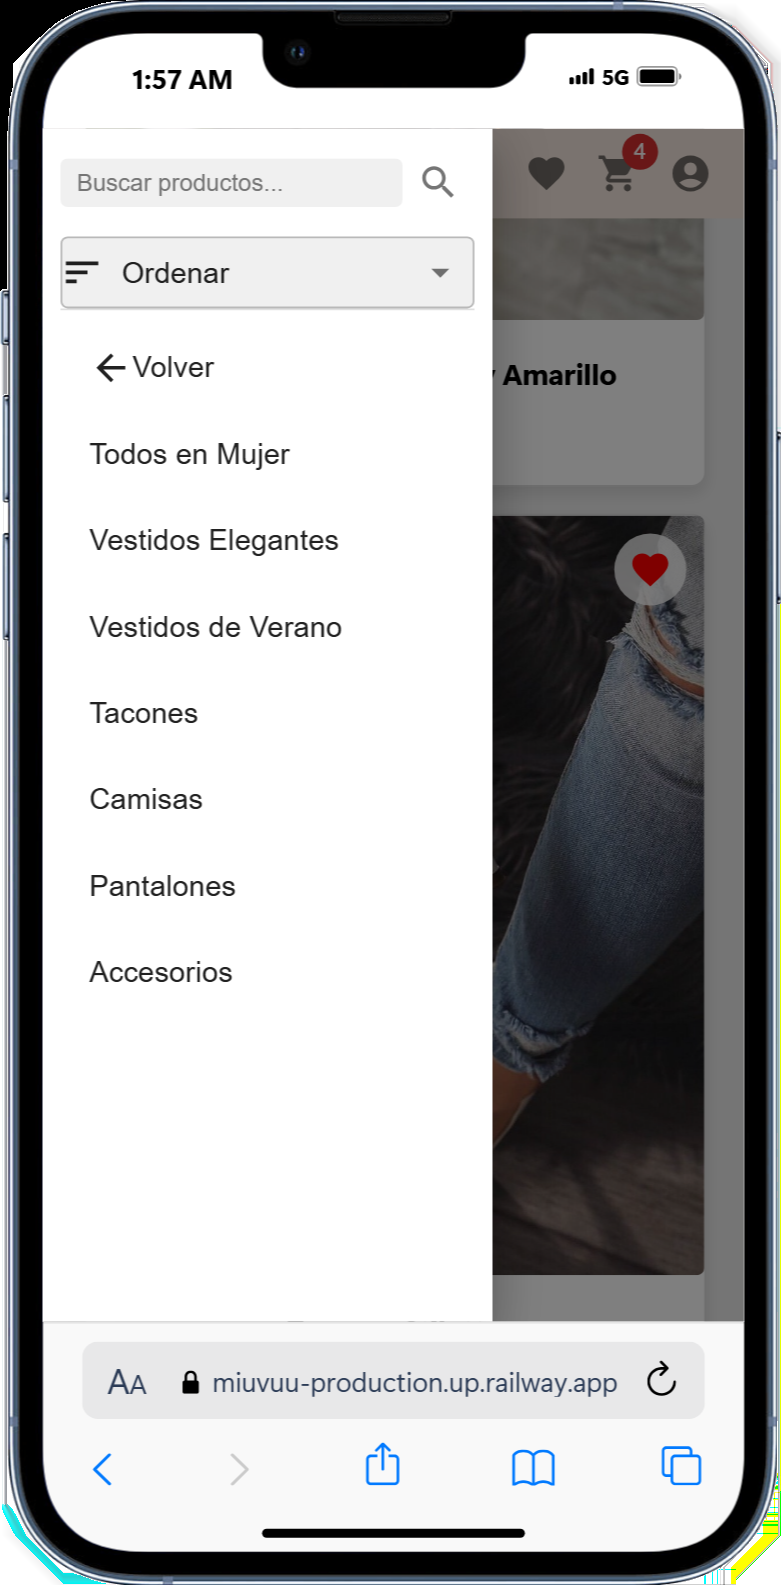 1:57 AM
5G
Buscar productos...
4
Ordenar
Volver
Amarillo
Todos en Mujer
Vestidos Elegantes
Vestidos de Verano
Tacones
Camisas
Pantalones
Accesorios
AA
miuvuu-production.up.railway.app